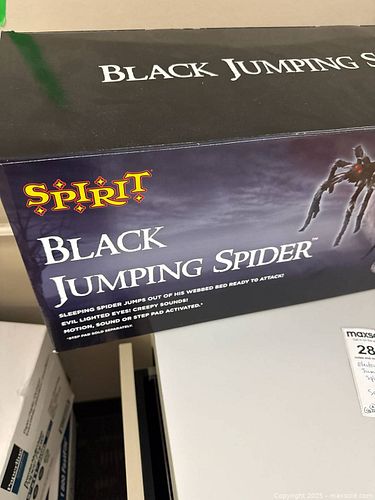 BLACK JUMPING S
SPIRIT
BLACK
JUMPING SPIDER™
SLEEPING SPIDER JUMPS OUT OF HIS WEBBED BED READY TO ATTACK!
EVIL LIGHTED EYES! CREEPY SOUNDS!
MOTION, SOUND OR STEP PAD ACTIVATED.*
*STEP PAD SOLD SEPARATELY.
maxso
28
Copyright 2025 - maxsold.com